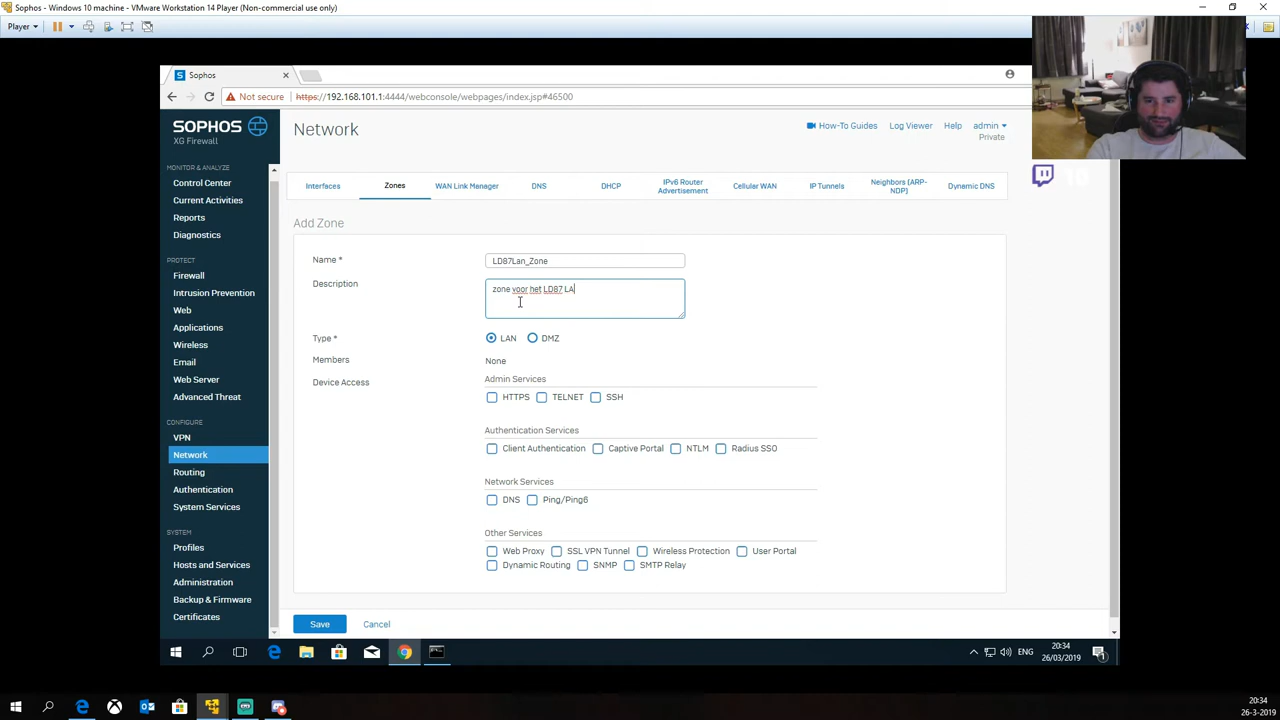 Sophos - Windows 10 machine - VMware Workstation 14 Player (Non-commercial use only)
Player
Sophos
Not secure https://192.168.101.1:4444/webconsole/webpages/index.jsp#46500
SOPHOS
XG Firewall
Network
How-To Guides Log Viewer Help admin
Private
MONITOR & ANALYZE
Control Center
Current Activities
Reports
Diagnostics
PROTECT
Firewall
Intrusion Prevention
Web
Applications
Wireless
Email
Web Server
Advanced Threat
CONFIGURE
VPN
Network
Routing
Authentication
System Services
SYSTEM
Profiles
Hosts and Services
Administration
Backup & Firmware
Certificates
Interfaces Zones WAN Link Manager DNS DHCP IPv6 Router Advertisement Cellular WAN IP Tunnels Neighbors (ARP-NDP) Dynamic DNS
Add Zone
Name * LD87Lan_Zone
Description zone voor het LD87 LA
Type * LAN DMZ
Members None
Device Access Admin Services
HTTPS TELNET SSH
Authentication Services
Client Authentication Captive Portal NTLM Radius SSO
Network Services
DNS Ping/Ping6
Other Services
Web Proxy SSL VPN Tunnel Wireless Protection User Portal
Dynamic Routing SNMP SMTP Relay
Save Cancel
ENG 20:34
26/03/2019
20:34
26-3-2019